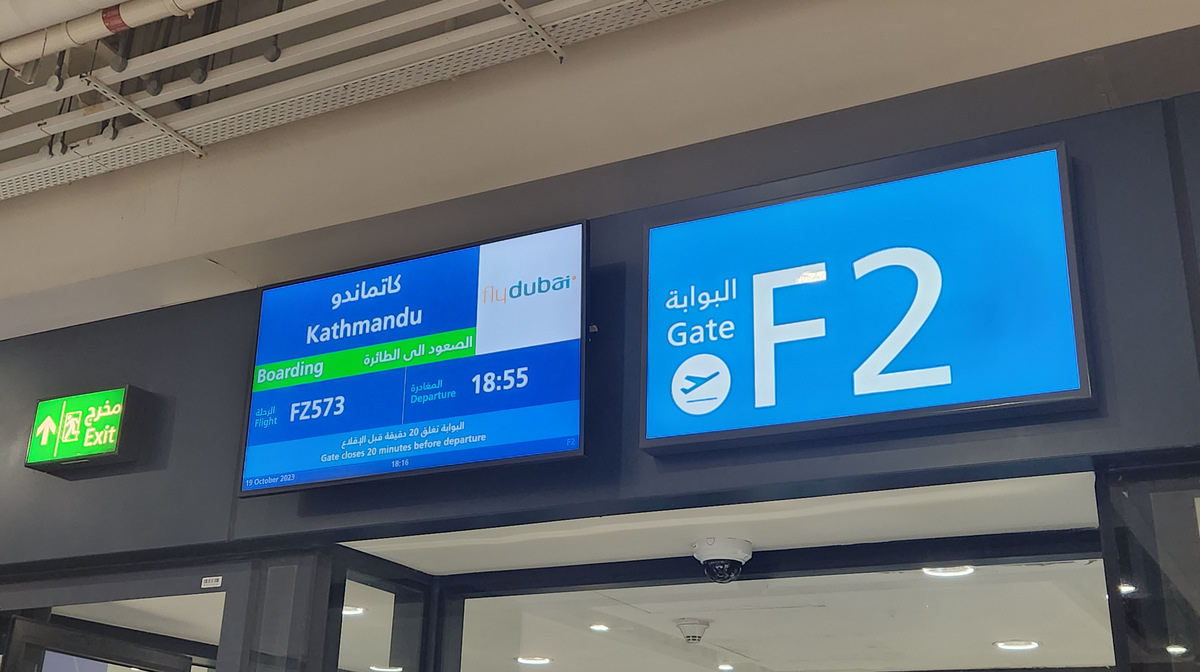 مخرج
Exit
كاتماندو
Kathmandu
flydubai
Boarding الصعود الى الطائرة
الرحلة
Flight
FZ573
المغادرة
Departure
18:55
البوابة تغلق 20 دقيقة قبل الإقلاع
Gate closes 20 minutes before departure
F2
19 October 2023
18:16
البوابة
Gate
F2